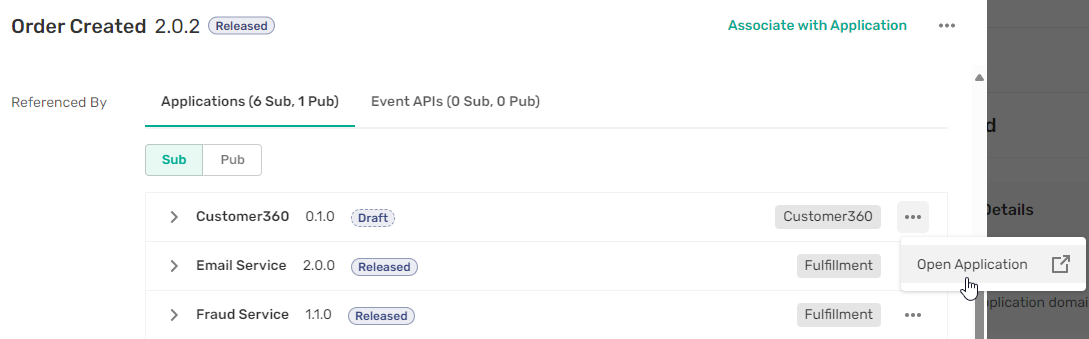 Order Created 2.0.2 Released Associate with Application
d
Referenced By Applications (6 Sub, 1 Pub) Event APIs (0 Sub, 0 Pub)
Sub Pub
Details
Customer360 0.1.0 Draft Customer360
Email Service 2.0.0 Released Fulfillment Open Application
pplication domai
Fraud Service 1.1.0 Released Fulfillment